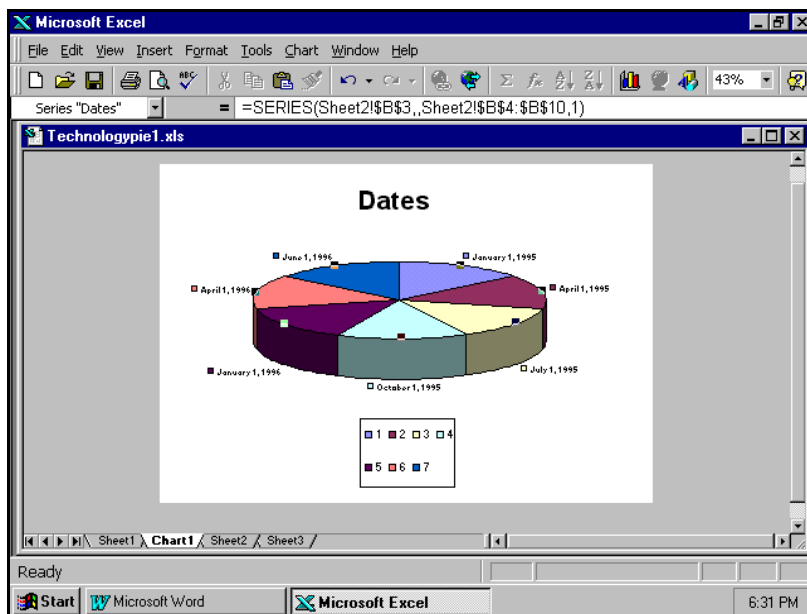 Microsoft Excel
File Edit View Insert Format Tools Chart Window Help
ABC Σ fx A Z Z A 43%
Series "Dates" = =SERIES(Sheet2!$B$3,,Sheet2!$B$4:$B$10,1)
Technologypie1.xls
Dates
June 1, 1996 January 1, 1995
April 1, 1996 April 1, 1995
January 1, 1996 July 1, 1995
October 1, 1995
1 2 3 4
5 6 7
Sheet1 Chart1 Sheet2 Sheet3
Ready
Start Microsoft Word Microsoft Excel 6:31 PM